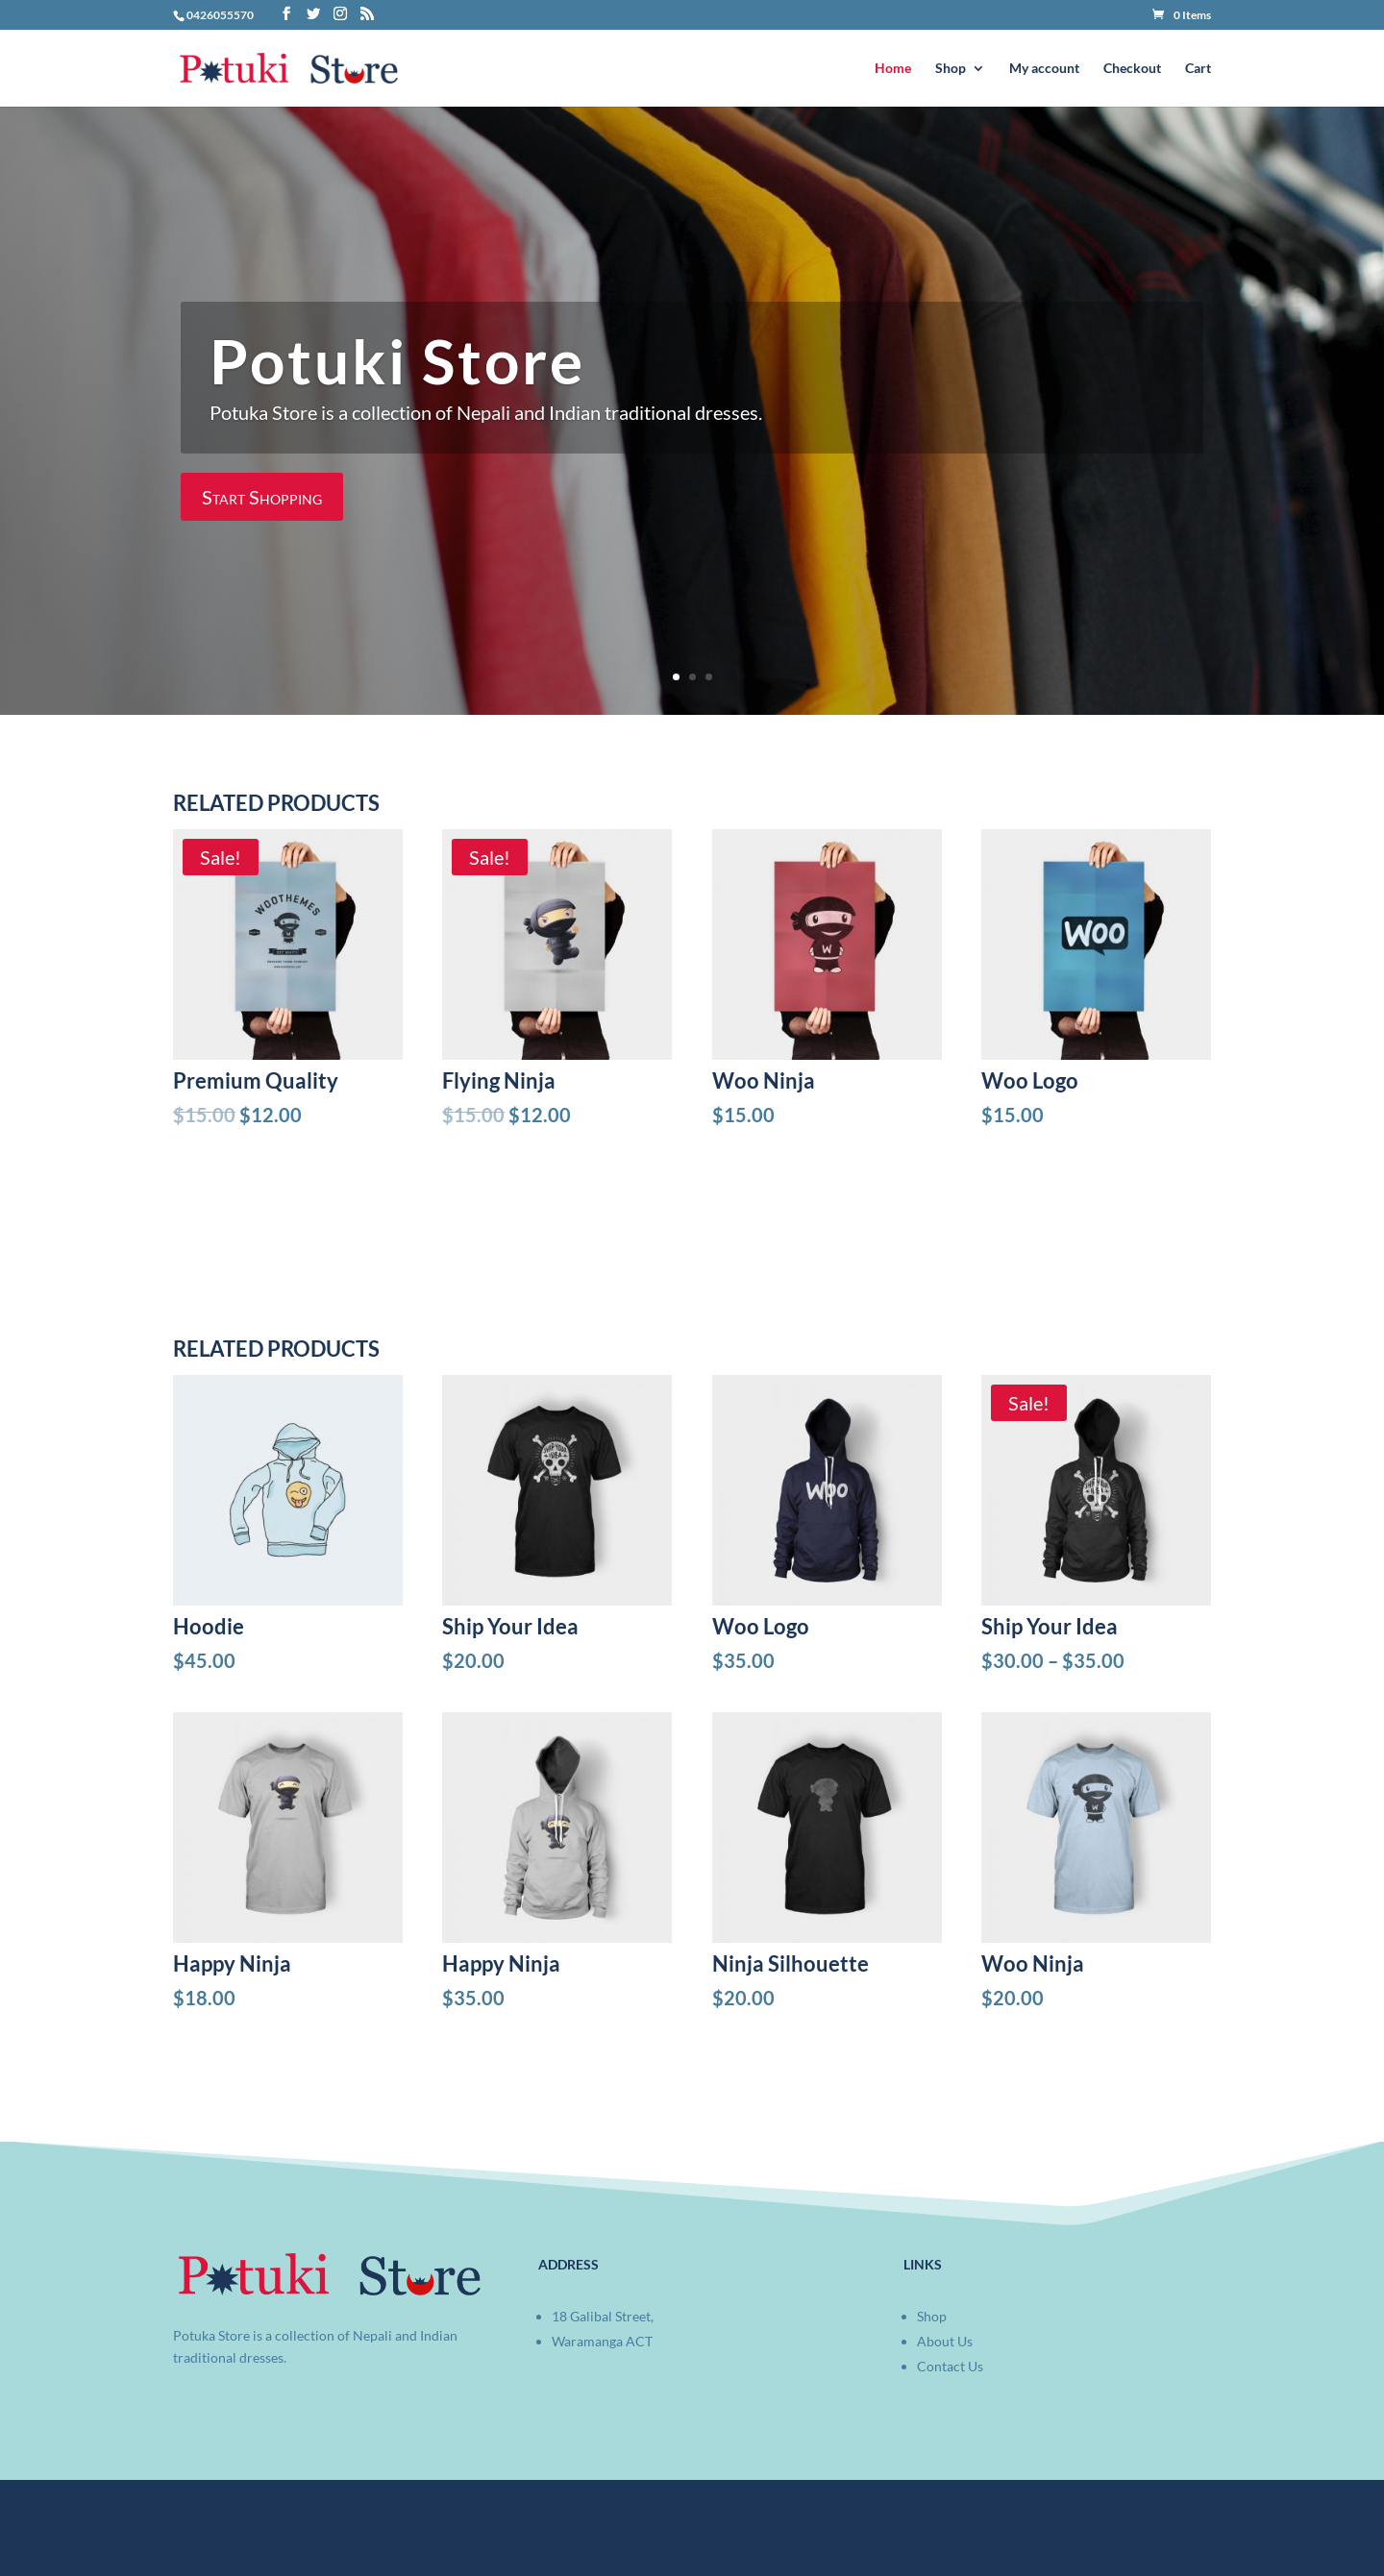 0426055570
0 Items
Potuki Store
Home
Shop
My account
Checkout
Cart
Potuki Store
Potuka Store is a collection of Nepali and Indian traditional dresses.
Start Shopping
RELATED PRODUCTS
Sale!
WOOTHEMES
Premium Quality
$15.00 $12.00
Sale!
Flying Ninja
$15.00 $12.00
W
Woo Ninja
$15.00
WOO
Woo Logo
$15.00
RELATED PRODUCTS
Hoodie
$45.00
Ship Your Idea
$20.00
WOO
Woo Logo
$35.00
Sale!
Ship Your Idea
$30.00 – $35.00
Happy Ninja
$18.00
Happy Ninja
$35.00
Ninja Silhouette
$20.00
W
Woo Ninja
$20.00
Potuki Store
Potuka Store is a collection of Nepali and Indian
traditional dresses.
ADDRESS
18 Galibal Street,
Waramanga ACT
LINKS
Shop
About Us
Contact Us